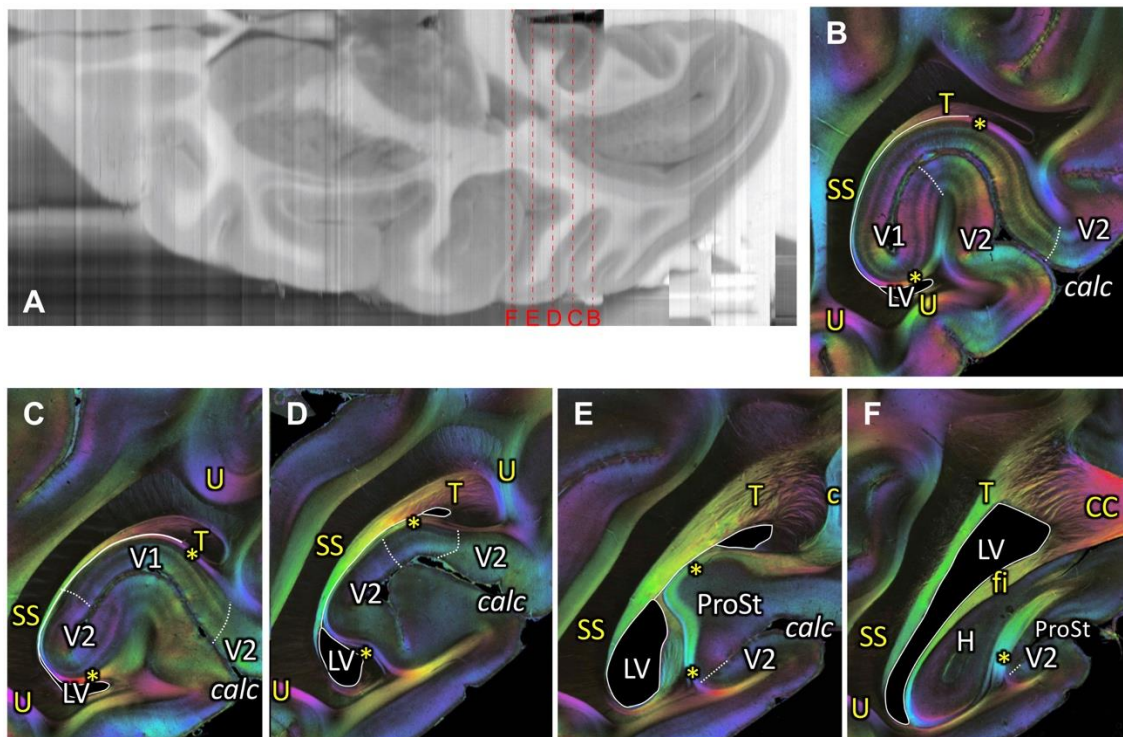 A
F E D C B
B
T
*
SS
V1
V2
V2
*
LV
U
calc
U
C
U
T
*
V1
SS
V2
V2
*
LV
calc
U
D
U
T
*
SS
V2
V2
calc
LV
*
U
E
T
c
*
ProSt
calc
SS
LV
*
V2
F
T
CC
LV
fi
SS
H
ProSt
*
V2
U